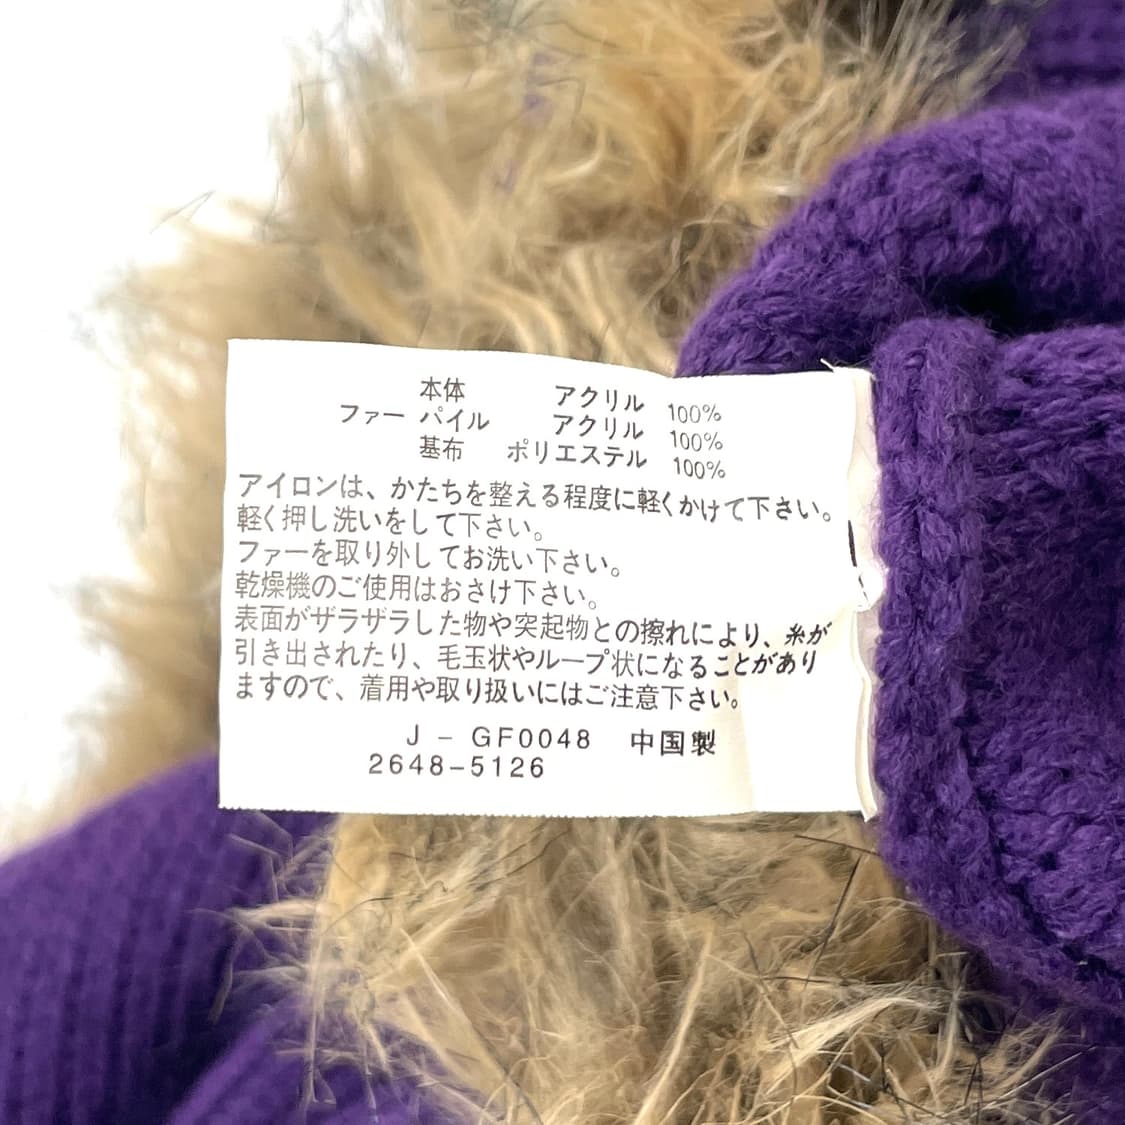 本体 アクリル 100%
ファー パイル アクリル 100%
基布 ポリエステル 100%
アイロンは、かたちを整える程度に軽くかけて下さい。
軽く押し洗いをして下さい。
ファーを取り外してお洗い下さい。
乾燥機のご使用はおさけ下さい。
表面がザラザラした物や突起物との擦れにより、糸が
引き出されたり、毛玉状やループ状になることがあり
ますので、着用や取り扱いにはご注意下さい。
J - GF0048 中国製
2648-5126